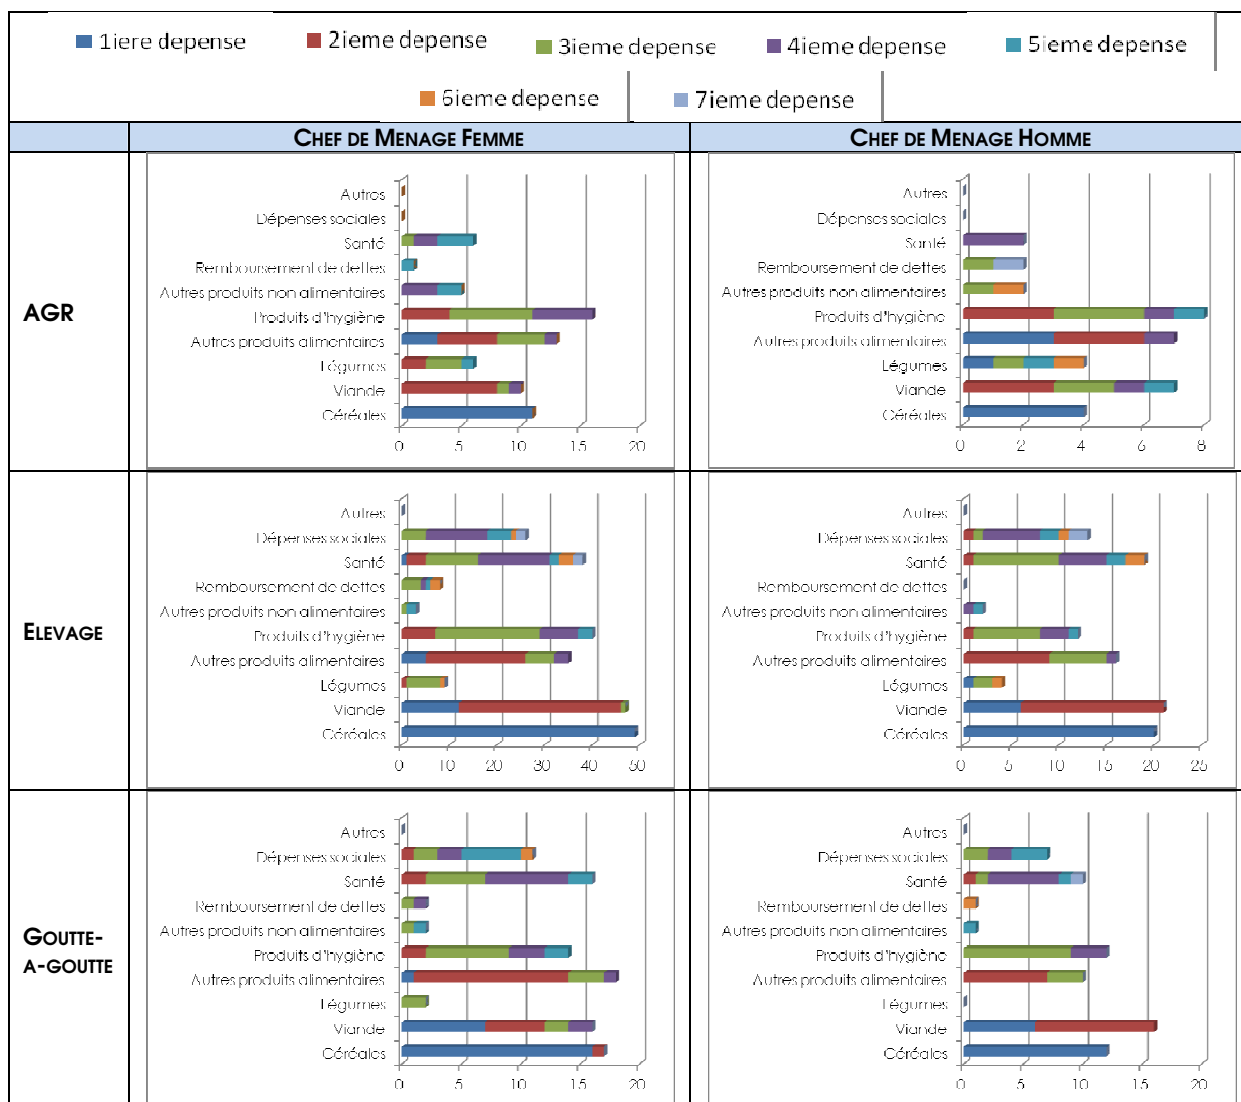 1iere depense 2ieme depense 3ieme depense 4ieme depense 5ieme depense
6ieme depense 7ieme depense
CHEF DE MENAGE FEMME CHEF DE MENAGE HOMME
AGR
Autres
Dépenses sociales
Santé
Remboursement de dettes
Autres produits non alimentaires
Produits d'hygiène
Autres produits alimentaires
Légumes
Viande
Céréales
0 5 10 15 20
Autres
Dépenses sociales
Santé
Remboursement de dettes
Autres produits non alimentaires
Produits d'hygiène
Autres produits alimentaires
Légumes
Viande
Céréales
0 2 4 6 8
ELEVAGE
Autres
Dépenses sociales
Santé
Remboursement de dettes
Autres produits non alimentaires
Produits d'hygiène
Autres produits alimentaires
Légumes
Viande
Céréales
0 10 20 30 40 50
Autres
Dépenses sociales
Santé
Remboursement de dettes
Autres produits non alimentaires
Produits d'hygiène
Autres produits alimentaires
Légumes
Viande
Céréales
0 5 10 15 20 25
GOUTTE-
A-GOUTTE
Autres
Dépenses sociales
Santé
Remboursement de dettes
Autres produits non alimentaires
Produits d'hygiène
Autres produits alimentaires
Légumes
Viande
Céréales
0 5 10 15 20
Autres
Dépenses sociales
Santé
Remboursement de dettes
Autres produits non alimentaires
Produits d'hygiène
Autres produits alimentaires
Légumes
Viande
Céréales
0 5 10 15 20